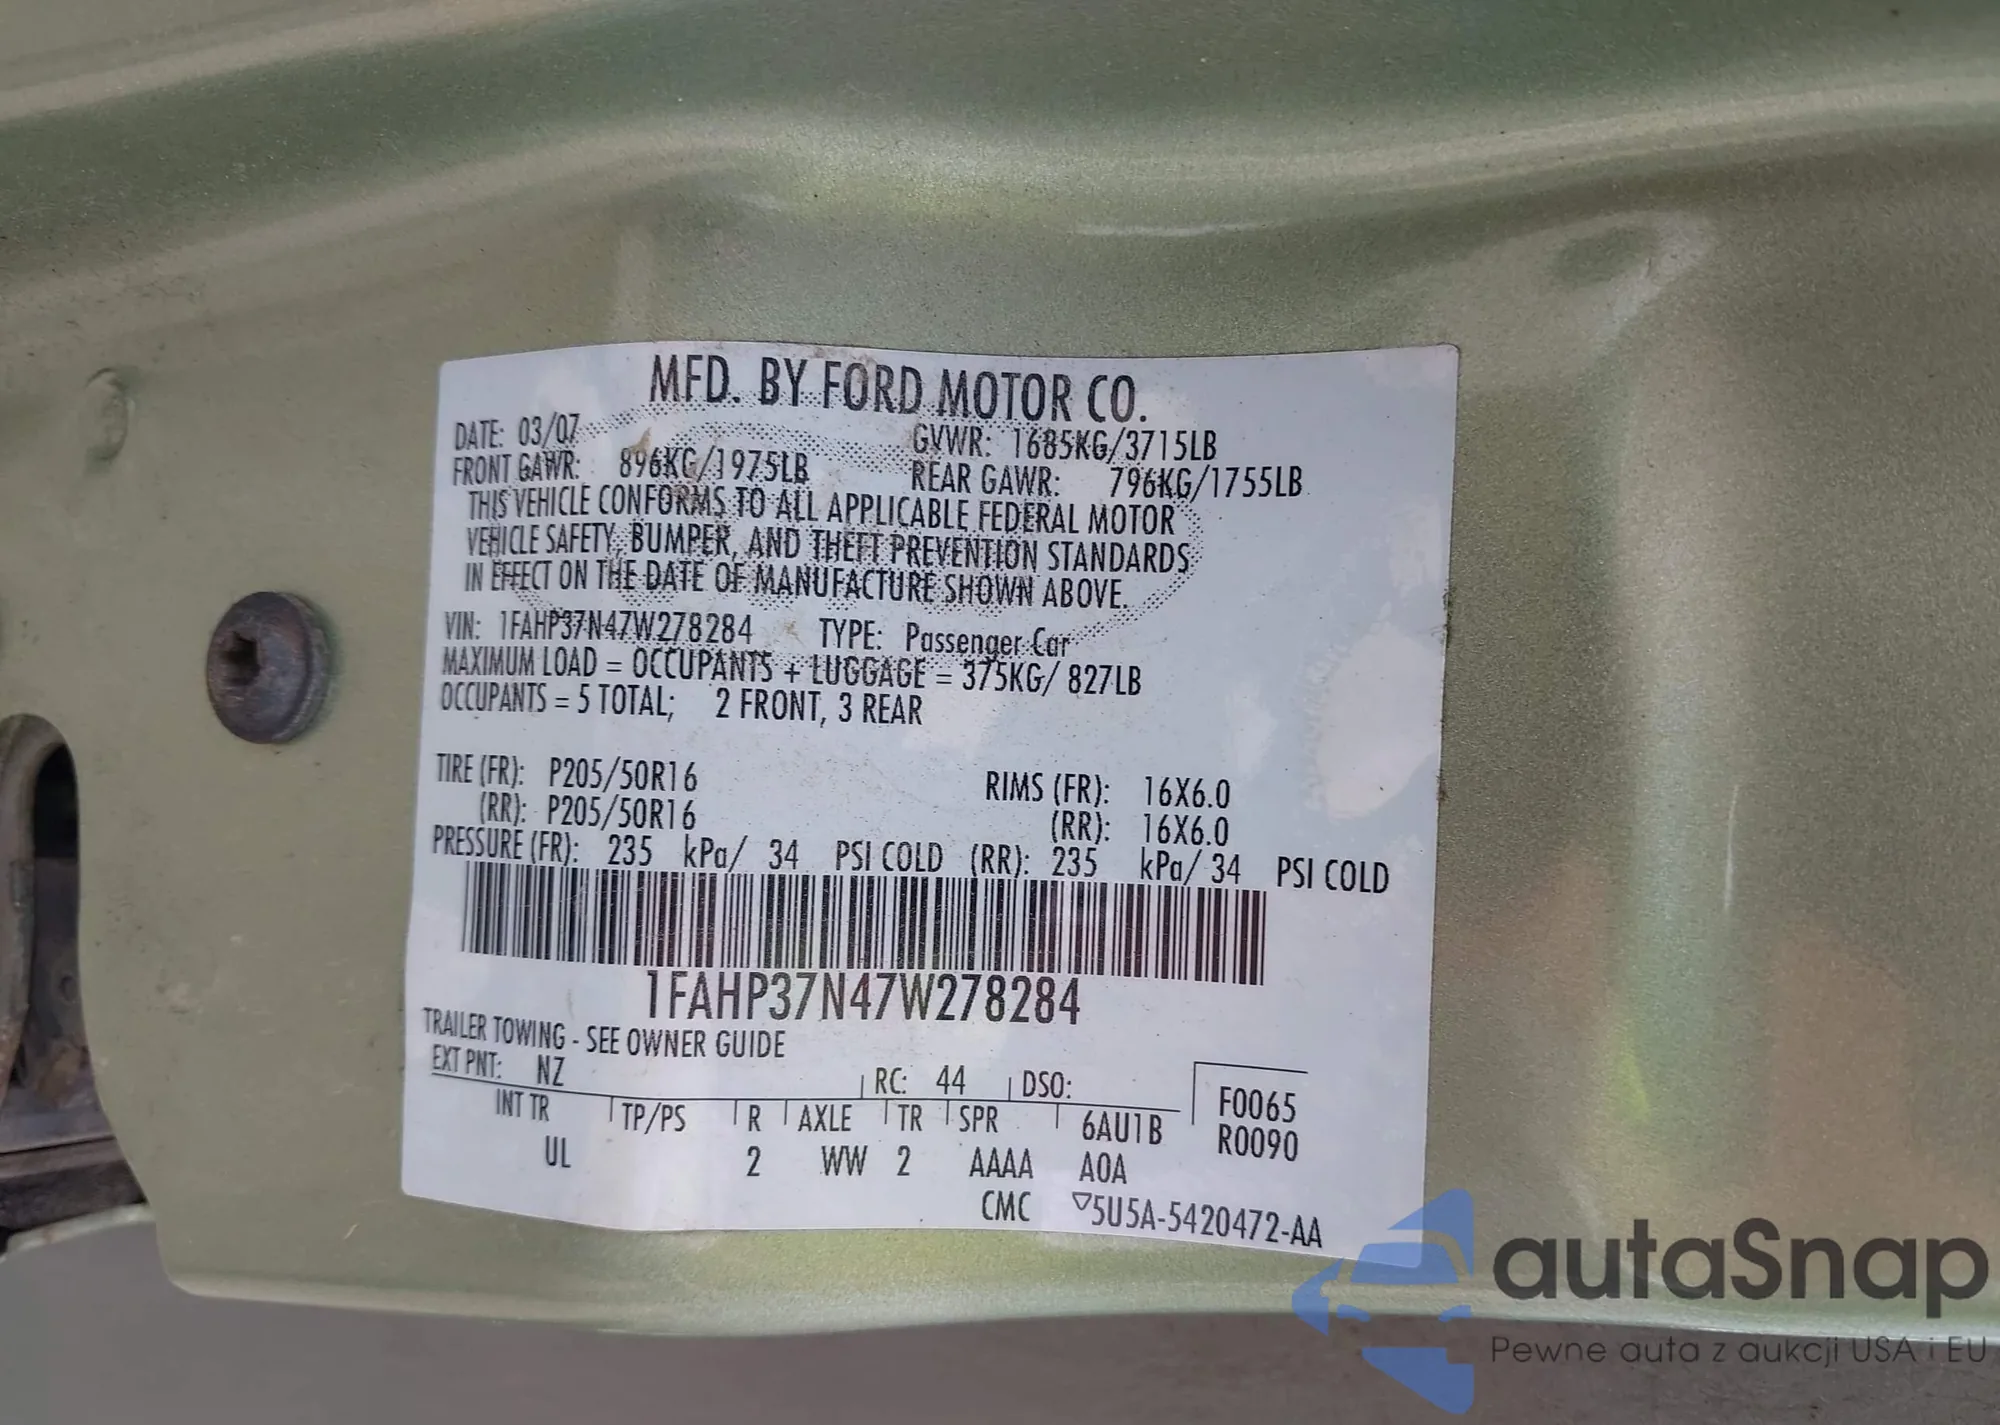 MFD. BY FORD MOTOR CO.
DATE: 03/07 GVWR: 1685KG/3715LB
FRONT GAWR: 896KG/1975LB REAR GAWR: 796KG/1755LB
THIS VEHICLE CONFORMS TO ALL APPLICABLE FEDERAL MOTOR
VEHICLE SAFETY, BUMPER, AND THEFT PREVENTION STANDARDS
IN EFFECT ON THE DATE OF MANUFACTURE SHOWN ABOVE.
VIN: 1FAHP37N47W278284 TYPE: Passenger Car
MAXIMUM LOAD = OCCUPANTS + LUGGAGE = 375KG/ 827LB
OCCUPANTS = 5 TOTAL; 2 FRONT, 3 REAR
TIRE (FR): P205/50R16 RIMS (FR): 16X6.0
(RR): P205/50R16 (RR): 16X6.0
PRESSURE (FR): 235 kPa/ 34 PSI COLD (RR): 235 kPa/ 34 PSI COLD
1FAHP37N47W278284
TRAILER TOWING - SEE OWNER GUIDE
EXT PNT: NZ RC: 44 DSO: F0065
INT TR TP/PS R AXLE TR SPR 6AU1B R0090
UL 2 WW 2 AAAA A0A
CMC ▽5U5A-5420472-AA
autaSnap
Pewne auta z aukcji USA i EU